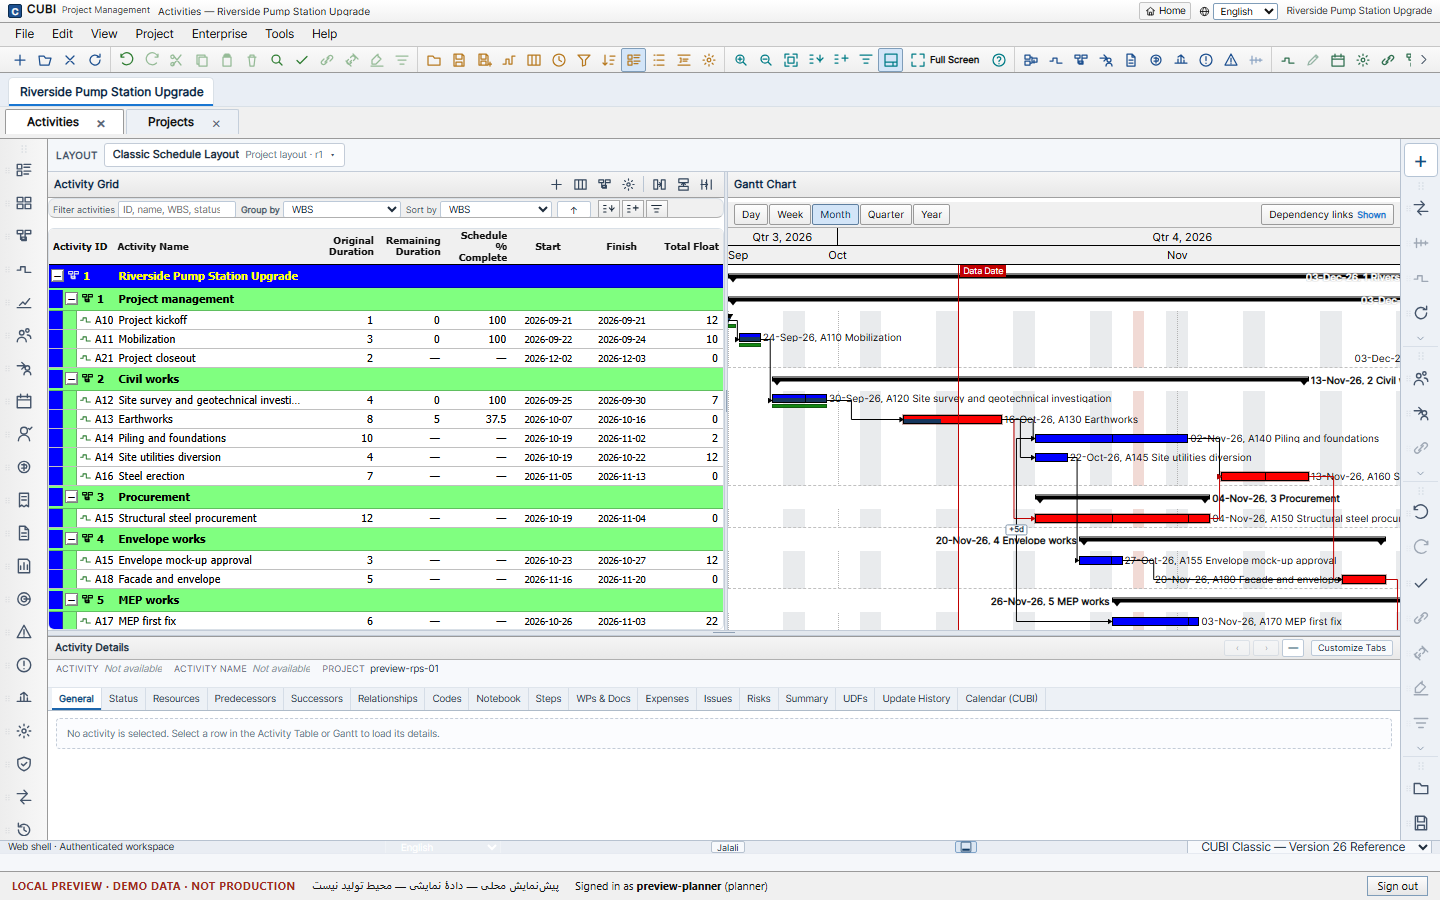 CUBI Project Management Activities — Riverside Pump Station Upgrade Home English Riverside Pump Station Upgrade
File Edit View Project Enterprise Tools Help
Full Screen
Riverside Pump Station Upgrade
Activities × Projects ×
LAYOUT Classic Schedule Layout Project layout · r1
Activity Grid
Filter activities ID, name, WBS, status Group by WBS Sort by WBS
Activity ID Activity Name Original Duration Remaining Duration Schedule % Complete Start Finish Total Float
1 Riverside Pump Station Upgrade
1 Project management
A10 Project kickoff 1 0 100 2026-09-21 2026-09-21 12
A11 Mobilization 3 0 100 2026-09-22 2026-09-24 10
A21 Project closeout 2 — — 2026-12-02 2026-12-03 0
2 Civil works
A12 Site survey and geotechnical investi... 4 0 100 2026-09-25 2026-09-30 7
A13 Earthworks 8 5 37.5 2026-10-07 2026-10-16 0
A14 Piling and foundations 10 — — 2026-10-19 2026-11-02 2
A14 Site utilities diversion 4 — — 2026-10-19 2026-10-22 12
A16 Steel erection 7 — — 2026-11-05 2026-11-13 0
3 Procurement
A15 Structural steel procurement 12 — — 2026-10-19 2026-11-04 0
4 Envelope works
A15 Envelope mock-up approval 3 — — 2026-10-23 2026-10-27 12
A18 Facade and envelope 5 — — 2026-11-16 2026-11-20 0
5 MEP works
A17 MEP first fix 6 — — 2026-10-26 2026-11-03 22
Gantt Chart
Day Week Month Quarter Year Dependency links Shown
Qtr 3, 2026 Qtr 4, 2026
Sep Oct Nov
Data Date
03-Dec-26, 1 Rivers
03-Dec-
24-Sep-26, A110 Mobilization
03-Dec-2
13-Nov-26, 2 Civil
30-Sep-26, A120 Site survey and geotechnical investigation
16-Oct-26, A130 Earthworks
02-Nov-26, A140 Piling and foundations
22-Oct-26, A145 Site utilities diversion
13-Nov-26, A160 S
04-Nov-26, 3 Procurement
04-Nov-26, A150 Structural steel procur
+5d
20-Nov-26, 4 Envelope works
27-Oct-26, A155 Envelope mock-up approval
20-Nov-26, A180 Facade and envelope
26-Nov-26, 5 MEP works
03-Nov-26, A170 MEP first fix
Activity Details Customize Tabs
ACTIVITY Not available ACTIVITY NAME Not available PROJECT preview-rps-01
General Status Resources Predecessors Successors Relationships Codes Notebook Steps WPs & Docs Expenses Issues Risks Summary UDFs Update History Calendar (CUBI)
No activity is selected. Select a row in the Activity Table or Gantt to load its details.
Web shell · Authenticated workspace English Jalali CUBI Classic — Version 26 Reference
LOCAL PREVIEW · DEMO DATA · NOT PRODUCTION پیش‌نمایش محلی — دادهٔ نمایشی — محیط تولید نیست Signed in as preview-planner (planner) Sign out